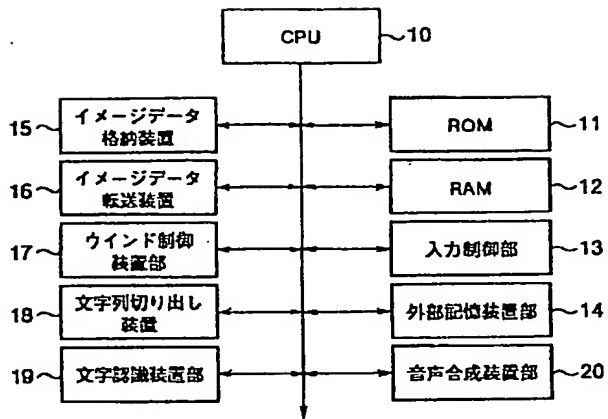 CPU
10
15
イメージデータ
格納装置
ROM
11
16
イメージデータ
転送装置
RAM
12
17
ウインド制御
装置部
入力制御部
13
18
文字列切り出し
装置
外部記憶装置部
14
19
文字認識装置部
音声合成装置部
20